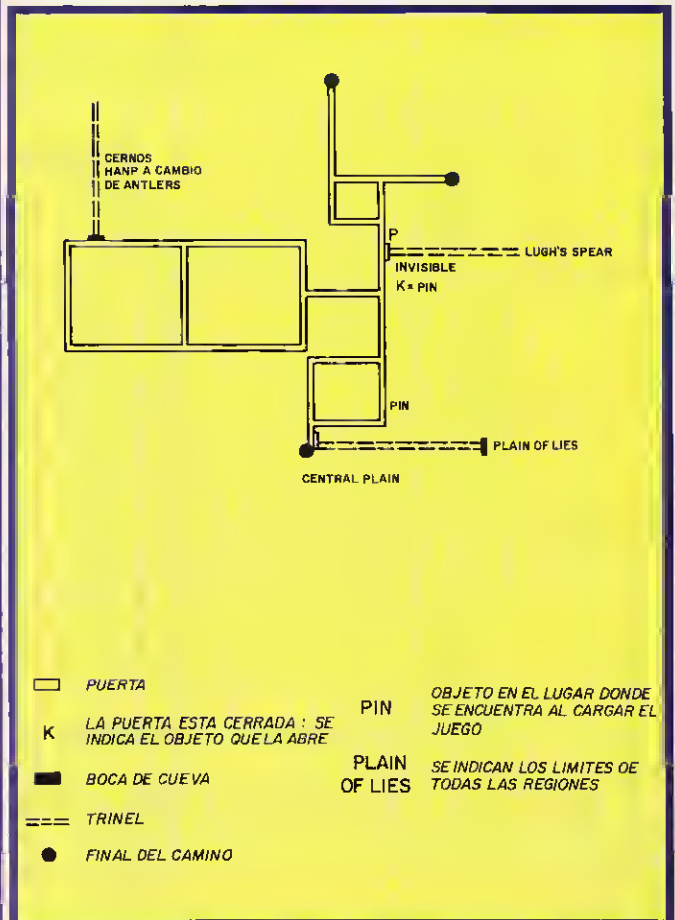 CERNOS
HANP A CAMBIO
DE ANTLERS
P
LUGH'S SPEAR
INVISIBLE
K= PIN
PIN
PLAIN OF LIES
CENTRAL PLAIN
PUERTA
K LA PUERTA ESTA CERRADA : SE
INDICA EL OBJETO QUE LA ABRE
BOCA DE CUEVA
TRINEL
FINAL DEL CAMINO
PIN OBJETO EN EL LUGAR DONDE
SE ENCUENTRA AL CARGAR EL
JUEGO
PLAIN SE INDICAN LOS LIMITES DE
OF LIES TODAS LAS REGIONES